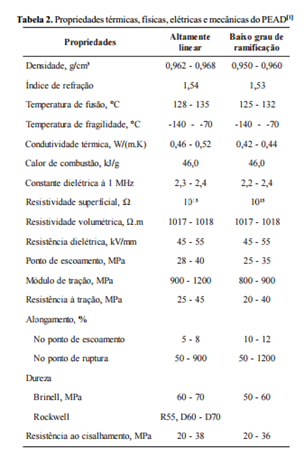 Tabela 2. Propriedades térmicas, físicas, elétricas e mecânicas do PEAD[1]
Propriedades Altamente linear Baixo grau de ramificação
Densidade, g/cm³ 0,962 - 0,968 0,950 - 0,960
Índice de refração 1,54 1,53
Temperatura de fusão, °C 128 - 135 125 - 132
Temperatura de fragilidade, °C -140 - -70 -140 - -70
Condutividade térmica, W/(m.K) 0,46 - 0,52 0,42 - 0,44
Calor de combustão, kJ/g 46,0 46,0
Constante dielétrica à 1 MHz 2,3 - 2,4 2,2 - 2,4
Resistividade superficial, Ω 10¹⁵
Resistividade volumétrica, Ω.m 1017 - 1018 1017 - 1018
Resistência dielétrica, kV/mm 45 - 55 45 - 55
Ponto de escoamento, MPa 28 - 40 25 - 35
Módulo de tração, MPa 900 - 1200 800 - 900
Resistência à tração, MPa 25 - 45 20 - 40
Alongamento, %
No ponto de escoamento 5 - 8 10 - 12
No ponto de ruptura 50 - 900 50 - 1200
Dureza
Brinell, MPa 60 - 70 50 - 60
Rockwell R55, D60 - D70
Resistência ao cisalhamento, MPa 20 - 38 20 - 36